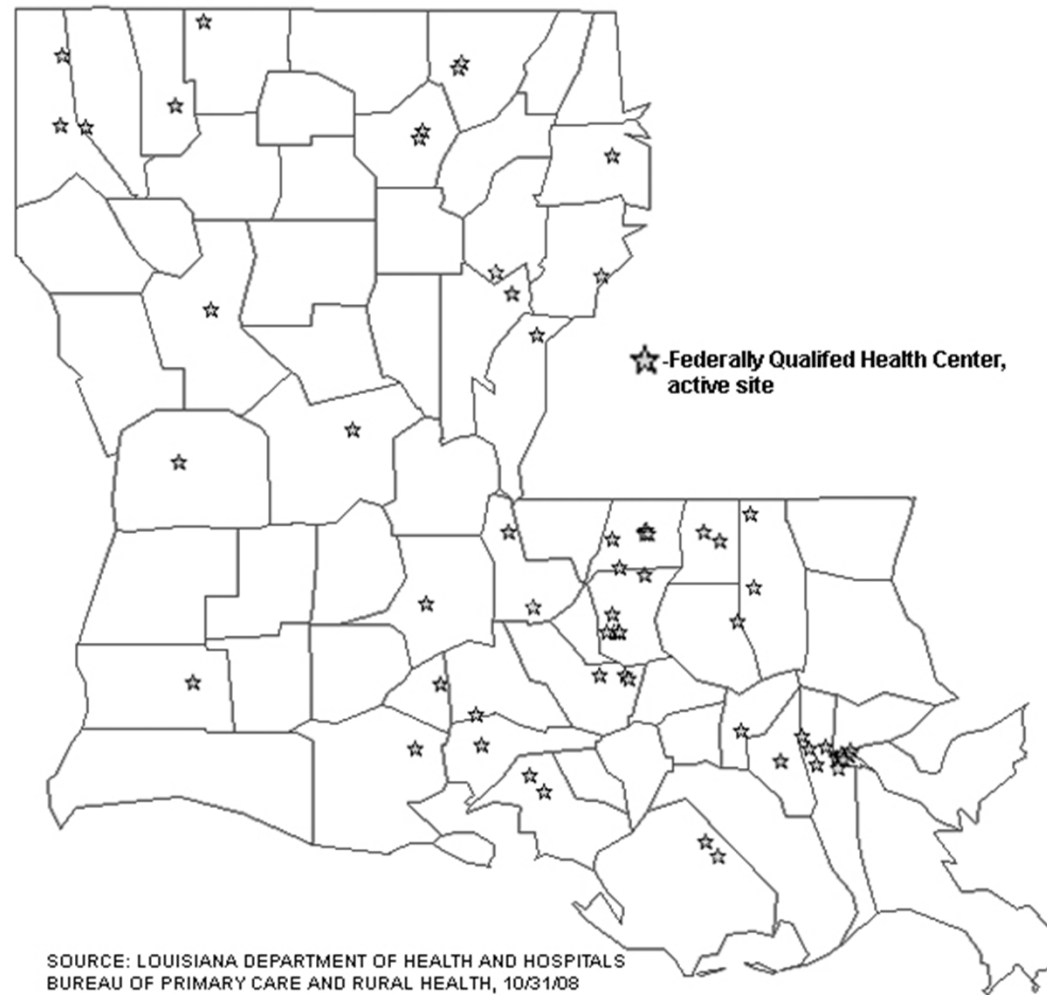 -Federally Qualifed Health Center,
active site
SOURCE: LOUISIANA DEPARTMENT OF HEALTH AND HOSPITALS
BUREAU OF PRIMARY CARE AND RURAL HEALTH, 10/31/08